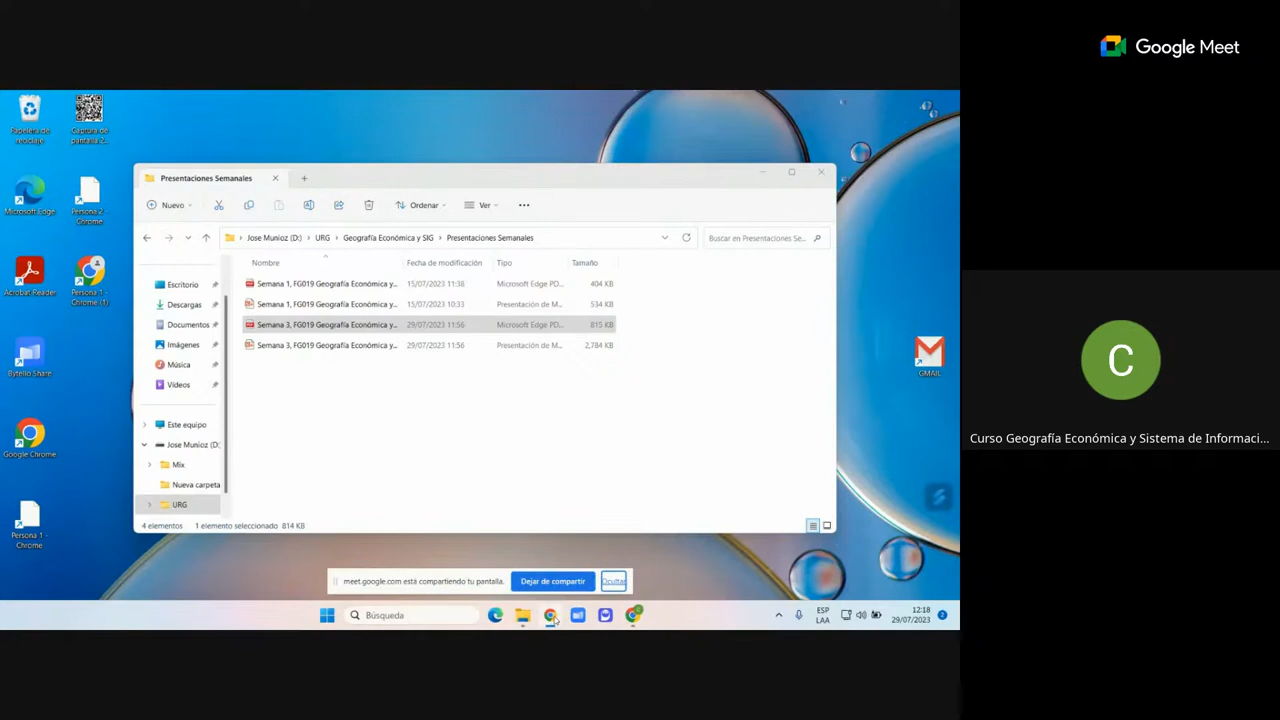 Google Meet
Papelera de
reciclaje
Captura de
pantalla 2...
Microsoft Edge
Persona 2 -
Chrome
Acrobat Reader
Persona 1 -
Chrome (1)
Bytello Share
Google Chrome
Persona 1 -
Chrome
GMAIL
Presentaciones Semanales
Nuevo
Ordenar
Ver
Jose Munioz (D:) > URG > Geografía Económica y SIG > Presentaciones Semanales
Buscar en Presentaciones Se...
Nombre Fecha de modificación Tipo Tamaño
Semana 1, FG019 Geografía Económica y... 15/07/2023 11:38 Microsoft Edge PD... 404 KB
Semana 1, FG019 Geografía Económica y... 15/07/2023 10:33 Presentación de M... 534 KB
Semana 3, FG019 Geografía Económica y... 29/07/2023 11:56 Microsoft Edge PD... 815 KB
Semana 3, FG019 Geografía Económica y... 29/07/2023 11:56 Presentación de M... 2,784 KB
Escritorio
Descargas
Documentos
Imágenes
Música
Vídeos
Este equipo
Jose Munioz (D:)
Mix
Nueva carpeta
URG
4 elementos 1 elemento seleccionado 814 KB
meet.google.com está compartiendo tu pantalla.
Dejar de compartir
Ocultar
Búsqueda
ESP
LAA
12:18
29/07/2023
2
C
Curso Geografía Económica y Sistema de Informaci...